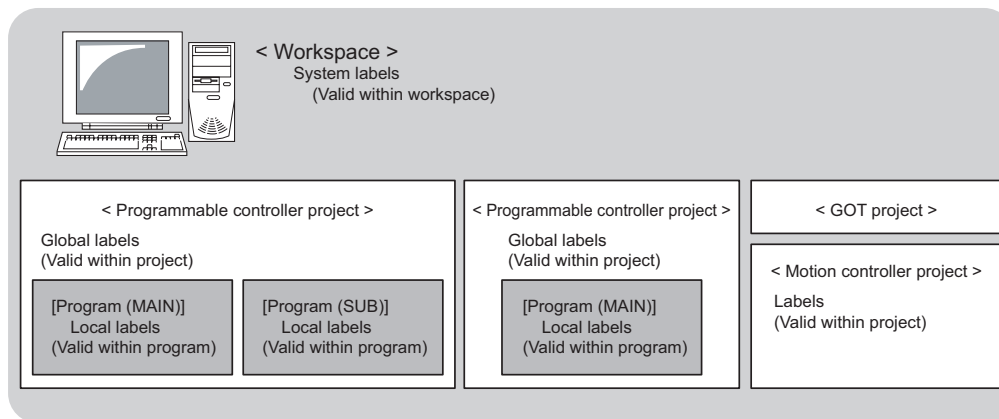 < Workspace >
System labels
(Valid within workspace)
< Programmable controller project >
Global labels
(Valid within project)
[Program (MAIN)]
Local labels
(Valid within program)
[Program (SUB)]
Local labels
(Valid within program)
< Programmable controller project >
Global labels
(Valid within project)
[Program (MAIN)]
Local labels
(Valid within program)
< GOT project >
< Motion controller project >
Labels
(Valid within project)